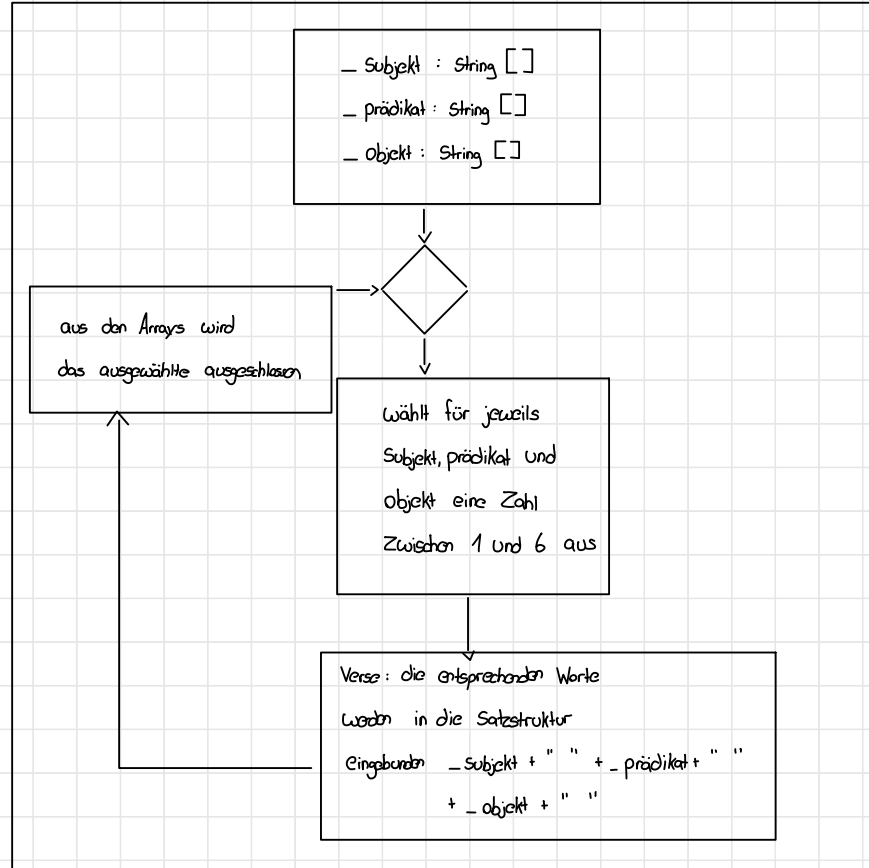 _ Subjekt : String []
_ prädikat : String []
_ Objekt : String []
aus den Arrays wird
das ausgewählte ausgeschlossen
wählt für jeweils
Subjekt, prädikat und
objekt eine Zahl
Zwischen 1 und 6 aus
Verse : die entsprechenden Worte
werden in die Satzstruktur
eingebunden _ subjekt + " " + _ prädikat + " "
+ _ objekt + " "